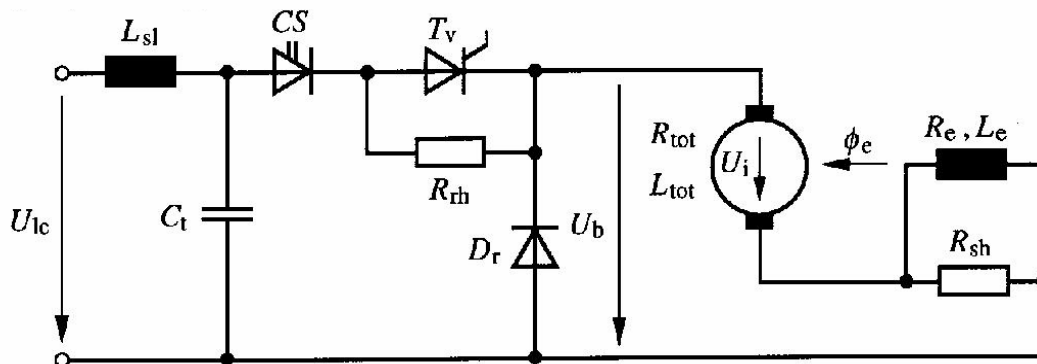 L_sl
CS
T_v
R_rh
C_t
U_lc
D_r
U_b
R_tot
L_tot
U_i
ϕ_e
R_e , L_e
R_sh